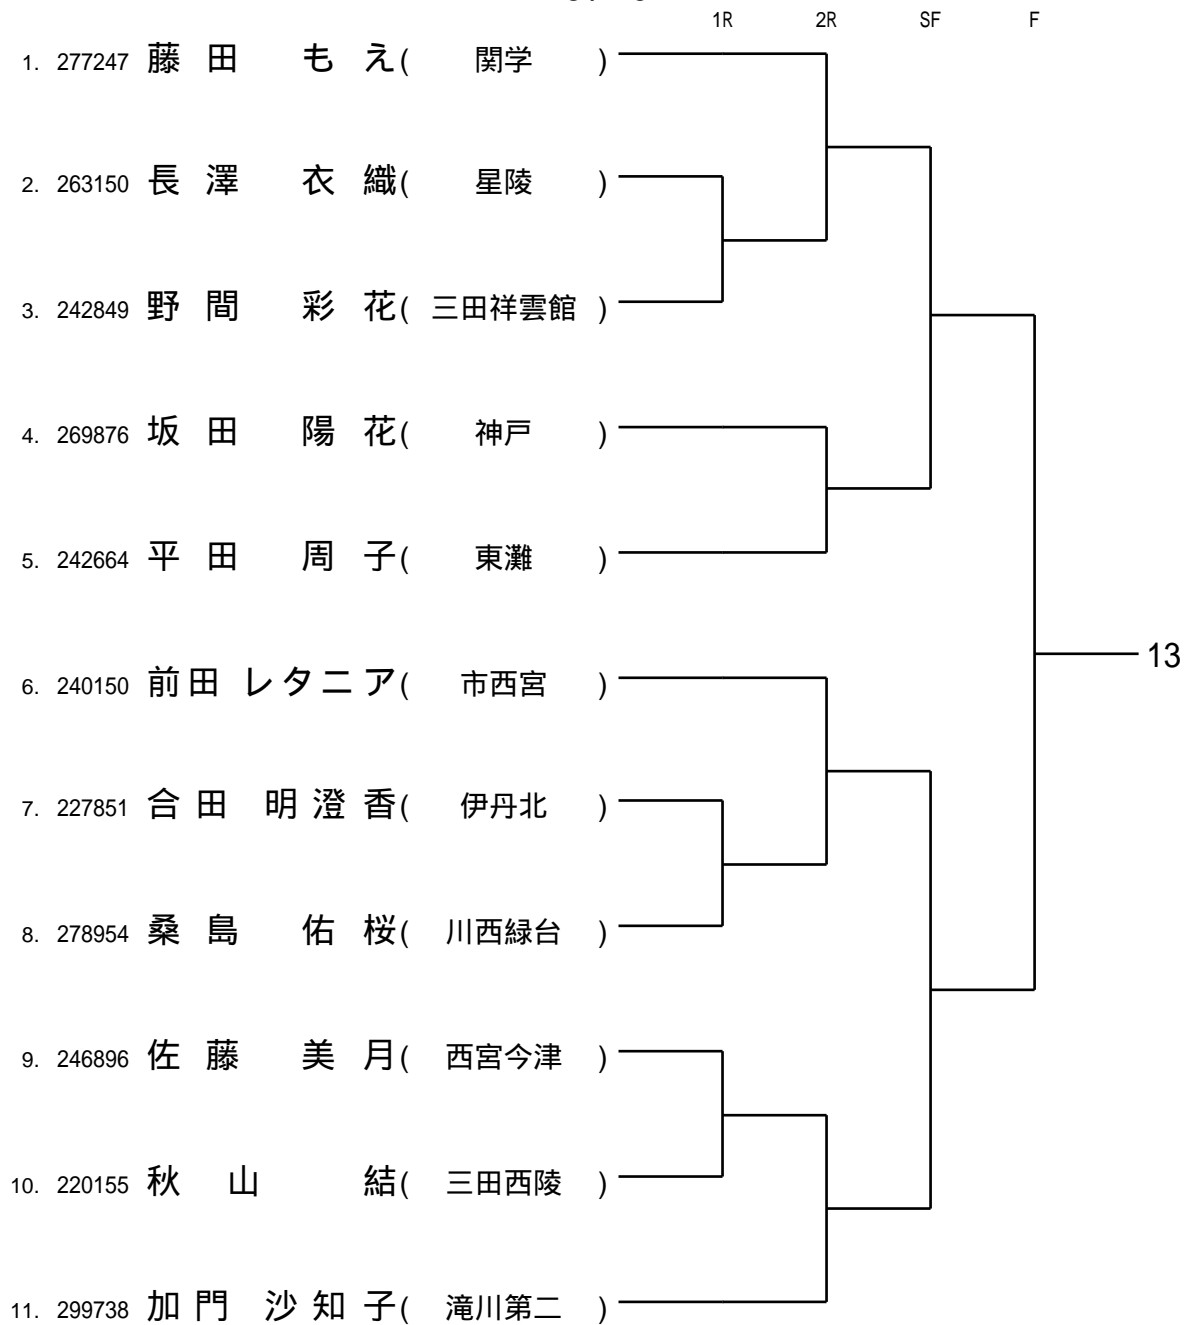 1R 2R SF F
1. 277247 藤田 もえ( 関学 )
2. 263150 長澤 衣織( 星陵 )
3. 242849 野間 彩花( 三田祥雲館 )
4. 269876 坂田 陽花( 神戸 )
5. 242664 平田 周子( 東灘 )
13
6. 240150 前田 レタニア( 市西宮 )
7. 227851 合田 明澄香( 伊丹北 )
8. 278954 桑島 佑桜( 川西緑台 )
9. 246896 佐藤 美月( 西宮今津 )
10. 220155 秋山 結( 三田西陵 )
11. 299738 加門 沙知子( 滝川第二 )